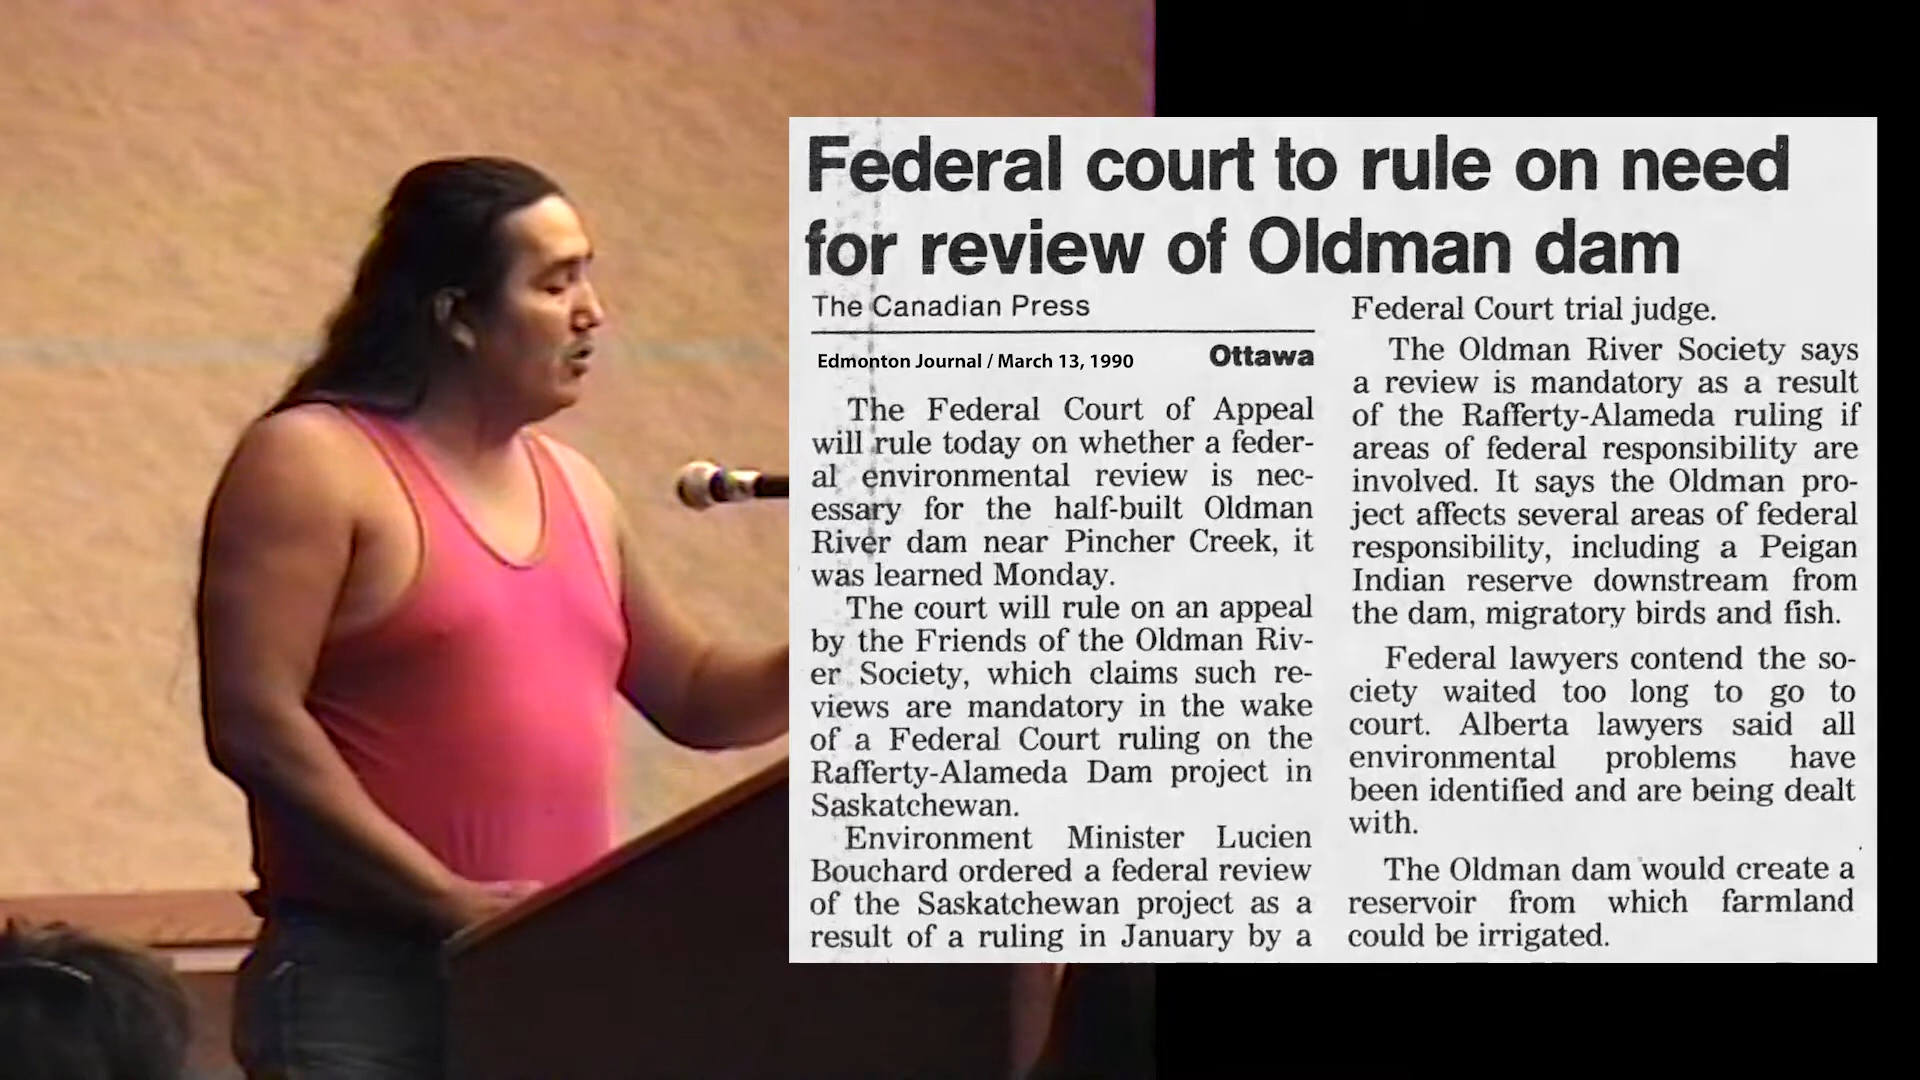 Federal court to rule on need
for review of Oldman dam
The Canadian Press
Edmonton Journal / March 13, 1990
Ottawa
The Federal Court of Appeal
will rule today on whether a feder-
al environmental review is nec-
essary for the half-built Oldman
River dam near Pincher Creek, it
was learned Monday.
The court will rule on an appeal
by the Friends of the Oldman Riv-
er Society, which claims such re-
views are mandatory in the wake
of a Federal Court ruling on the
Rafferty-Alameda Dam project in
Saskatchewan.
Environment Minister Lucien
Bouchard ordered a federal review
of the Saskatchewan project as a
result of a ruling in January by a
Federal Court trial judge.
The Oldman River Society says
a review is mandatory as a result
of the Rafferty-Alameda ruling if
areas of federal responsibility are
involved. It says the Oldman pro-
ject affects several areas of federal
responsibility, including a Peigan
Indian reserve downstream from
the dam, migratory birds and fish.
Federal lawyers contend the so-
ciety waited too long to go to
court. Alberta lawyers said all
environmental problems have
been identified and are being dealt
with.
The Oldman dam would create a
reservoir from which farmland
could be irrigated.